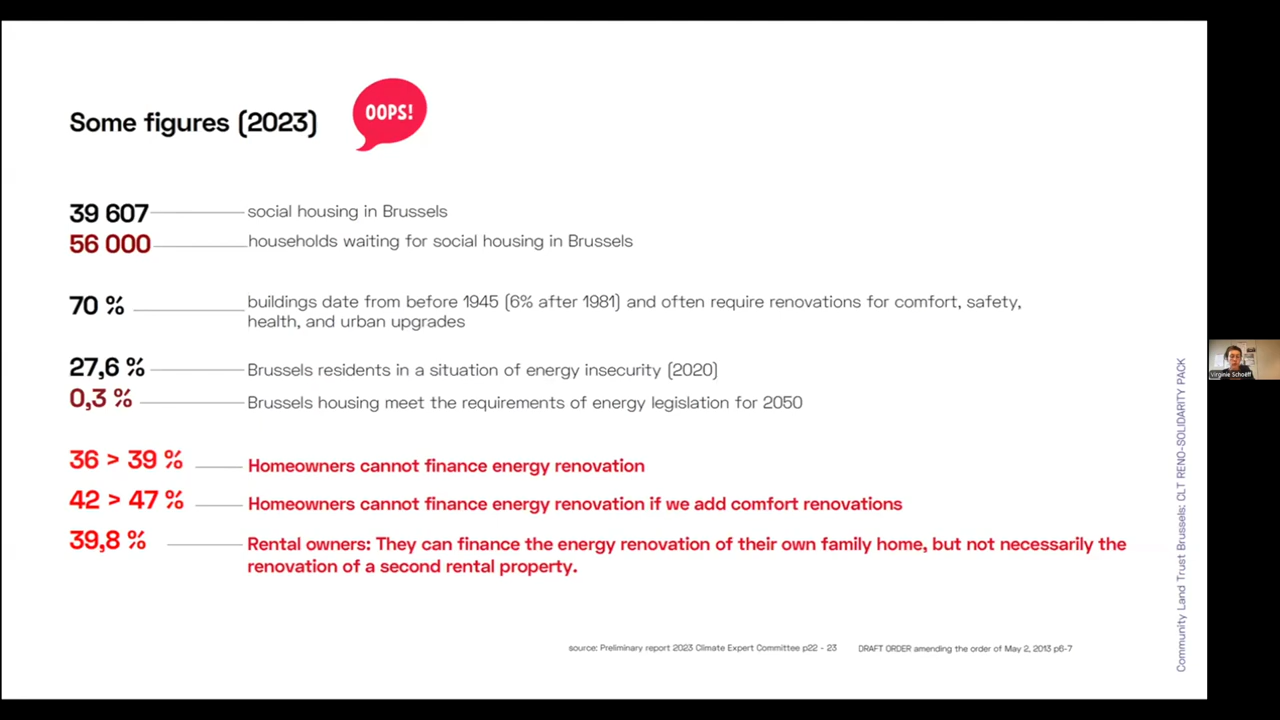 Some figures (2023)
OOPS!
39 607 social housing in Brussels
56 000 households waiting for social housing in Brussels
70 % buildings date from before 1945 (6% after 1981) and often require renovations for comfort, safety,
health, and urban upgrades
27,6 % Brussels residents in a situation of energy insecurity (2020)
0,3 % Brussels housing meet the requirements of energy legislation for 2050
36 > 39 % Homeowners cannot finance energy renovation
42 > 47 % Homeowners cannot finance energy renovation if we add comfort renovations
39,8 % Rental owners: They can finance the energy renovation of their own family home, but not necessarily the
renovation of a second rental property.
source: Preliminary report 2023 Climate Expert Committee p22 - 23 DRAFT ORDER amending the order of May 2, 2013 p6-7
Community Land Trust Brussels: CLT RENO-SOLIDARITY PACK
Virginie Schoëff